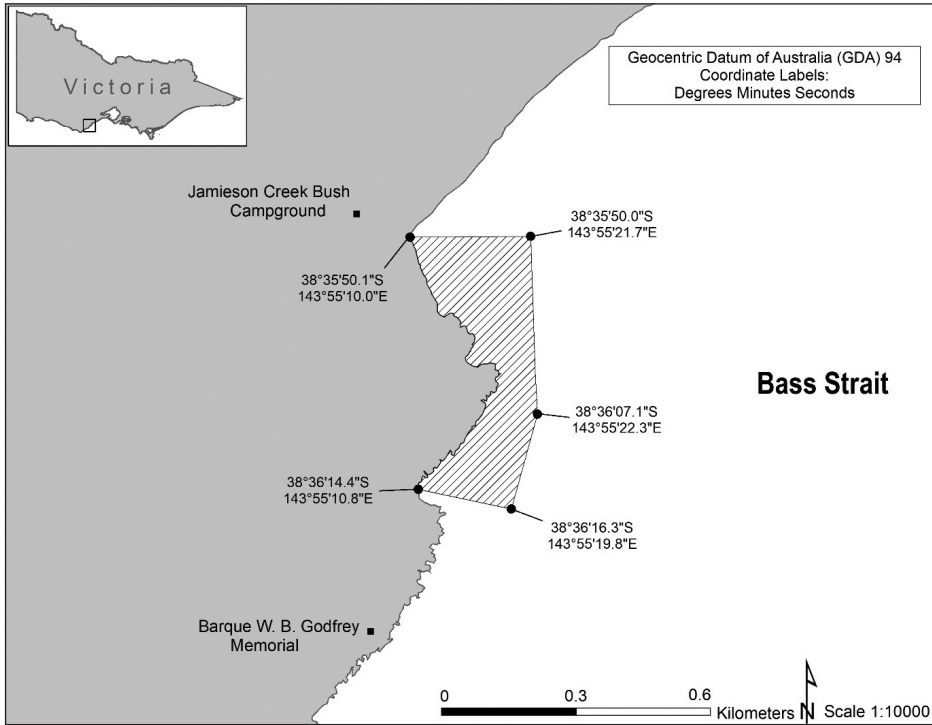 Victoria
Geocentric Datum of Australia (GDA) 94
Coordinate Labels:
Degrees Minutes Seconds
Jamieson Creek Bush
Campground
38°35'50.0"S
143°55'21.7"E
38°35'50.1"S
143°55'10.0"E
Bass Strait
38°36'07.1"S
143°55'22.3"E
38°36'14.4"S
143°55'10.8"E
38°36'16.3"S
143°55'19.8"E
Barque W. B. Godfrey
Memorial
0 0.3 0.6
Kilometers N Scale 1:10000